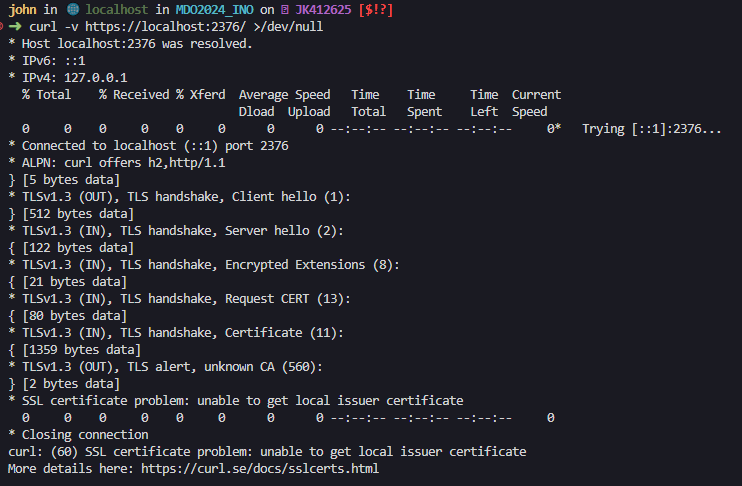 john in 🌐 localhost in MDO2024_INO on JK412625 [$!?]
➜ curl -v https://localhost:2376/ >/dev/null
* Host localhost:2376 was resolved.
* IPv6: ::1
* IPv4: 127.0.0.1
  % Total    % Received % Xferd  Average Speed   Time    Time     Time  Current
                                 Dload  Upload   Total   Spent    Left  Speed
  0     0    0     0    0     0      0      0 --:--:-- --:--:-- --:--:--     0*   Trying [::1]:2376...
* Connected to localhost (::1) port 2376
* ALPN: curl offers h2,http/1.1
} [5 bytes data]
* TLSv1.3 (OUT), TLS handshake, Client hello (1):
} [512 bytes data]
* TLSv1.3 (IN), TLS handshake, Server hello (2):
{ [122 bytes data]
* TLSv1.3 (IN), TLS handshake, Encrypted Extensions (8):
{ [21 bytes data]
* TLSv1.3 (IN), TLS handshake, Request CERT (13):
{ [80 bytes data]
* TLSv1.3 (IN), TLS handshake, Certificate (11):
{ [1359 bytes data]
* TLSv1.3 (OUT), TLS alert, unknown CA (560):
} [2 bytes data]
* SSL certificate problem: unable to get local issuer certificate
  0     0    0     0    0     0      0      0 --:--:-- --:--:-- --:--:--     0
* Closing connection
curl: (60) SSL certificate problem: unable to get local issuer certificate
More details here: https://curl.se/docs/sslcerts.html